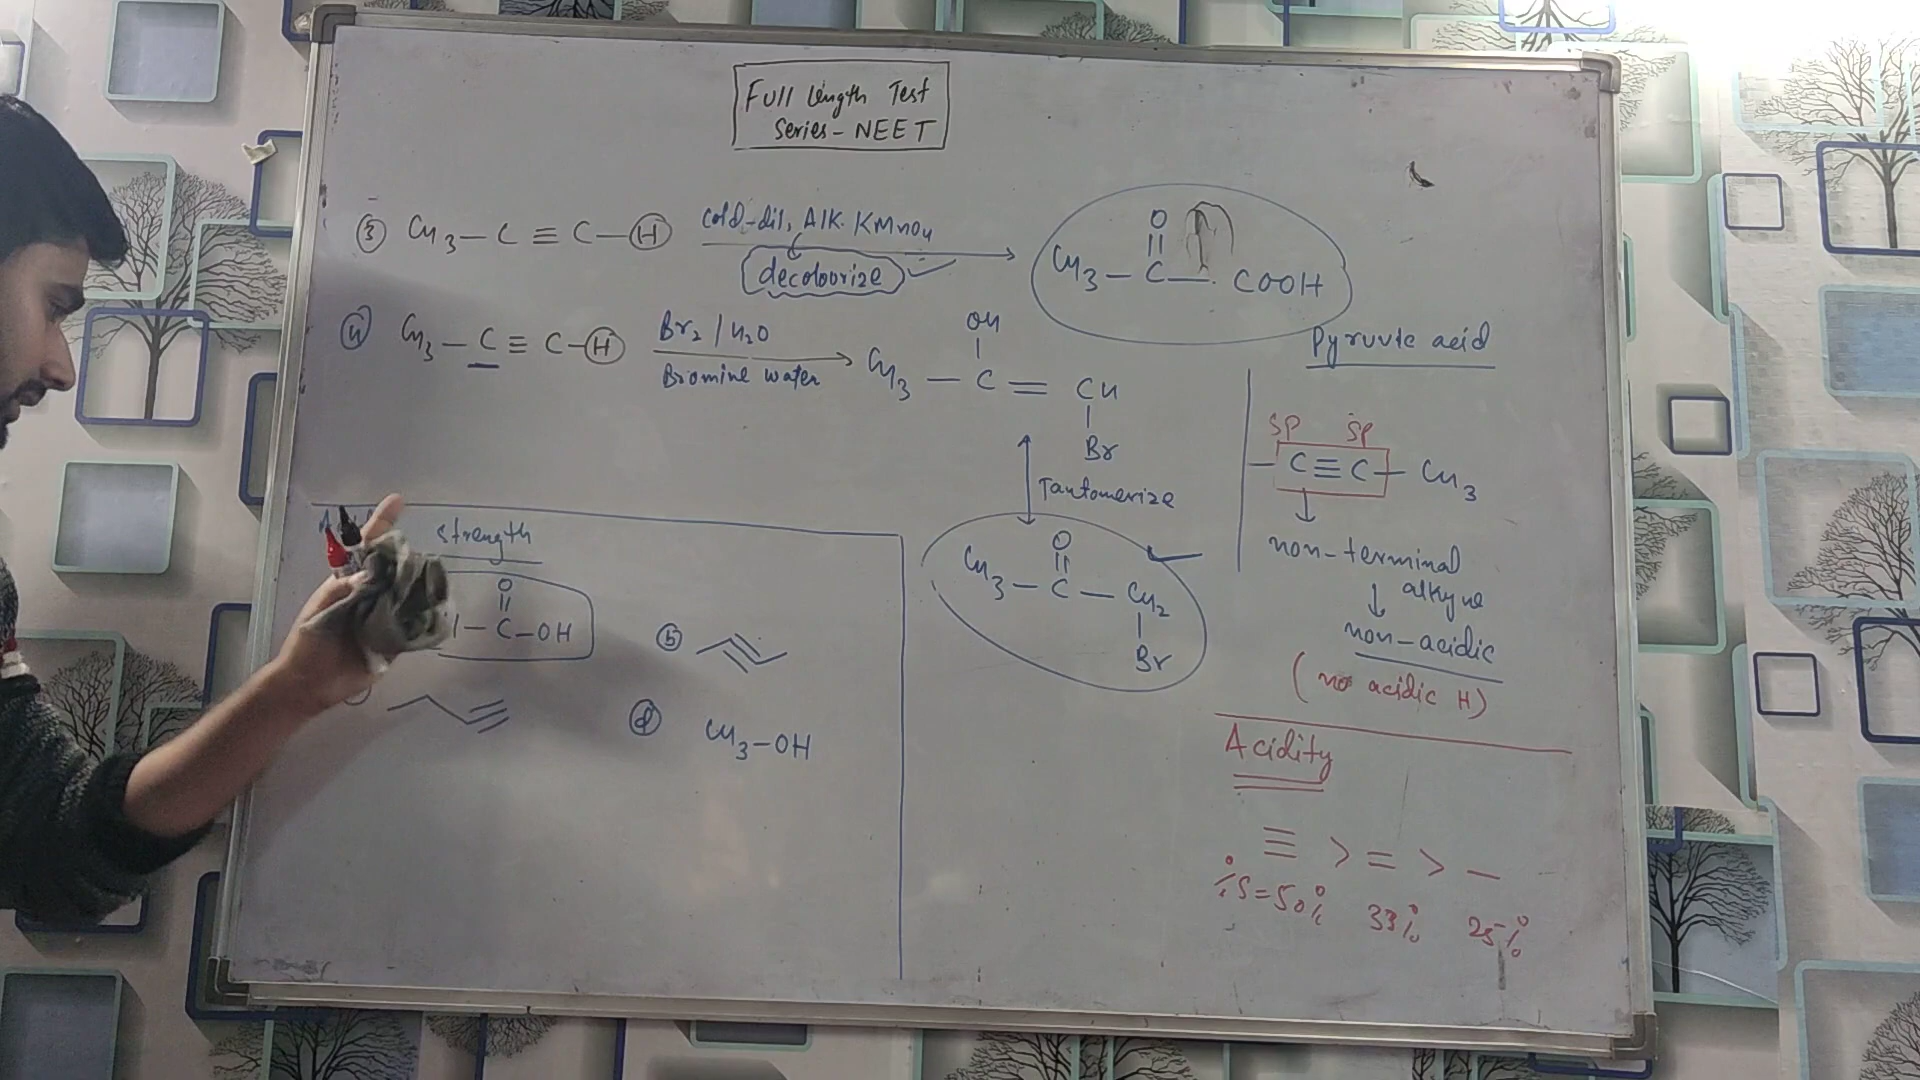 Full Length Test
Series - NEET
③ CH3 - C ≡ C - H
cold-dil, Alk. KMnO4
decolourize
O
||
CH3 - C - COOH
Pyruvic acid
④ CH3 - C ≡ C - H
Br2 / H2O
Bromine water
OH
|
CH3 - C = CH
|
Br
Tautomerize
O
||
CH3 - C - CH2
|
Br
SP SP
- C ≡ C - CH3
non-terminal
alkyne
non-acidic
(no acidic H)
Acidity
≡ > = > -
% S = 50% 33% 25%
strength
O
||
- C - OH
ⓑ
ⓓ CH3-OH